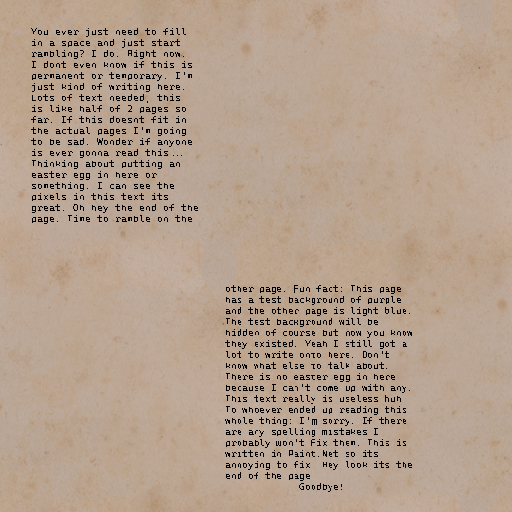 You ever just need to fill
in a space and just start
rambling? I do. Right now.
I dont even know if this is
permanent or temporary. I'm
just kind of writing here.
Lots of text needed, this
is like half of 2 pages so
far. If this doesnt fit in
the actual pages I'm going
to be sad. Wonder if anyone
is ever gonna read this...
Thinking about putting an
easter egg in here or
something. I can see the
pixels in this text its
great. Oh hey the end of the
page. Time to ramble on the
other page. Fun fact: This page
has a test background of purple
and the other page is light blue.
The test background will be
hidden of course but now you know
they existed. Yeah I still got a
lot to write onto here. Don't
know what else to talk about.
There is no easter egg in here
because I can't come up with any.
This text really is useless huh
To whoever ended up reading this
whole thing: I'm sorry. If there
are any spelling mistakes I
probably won't fix them. This is
written in Paint.Net so its
annoying to fix. Hey look its the
end of the page
Goodbye!